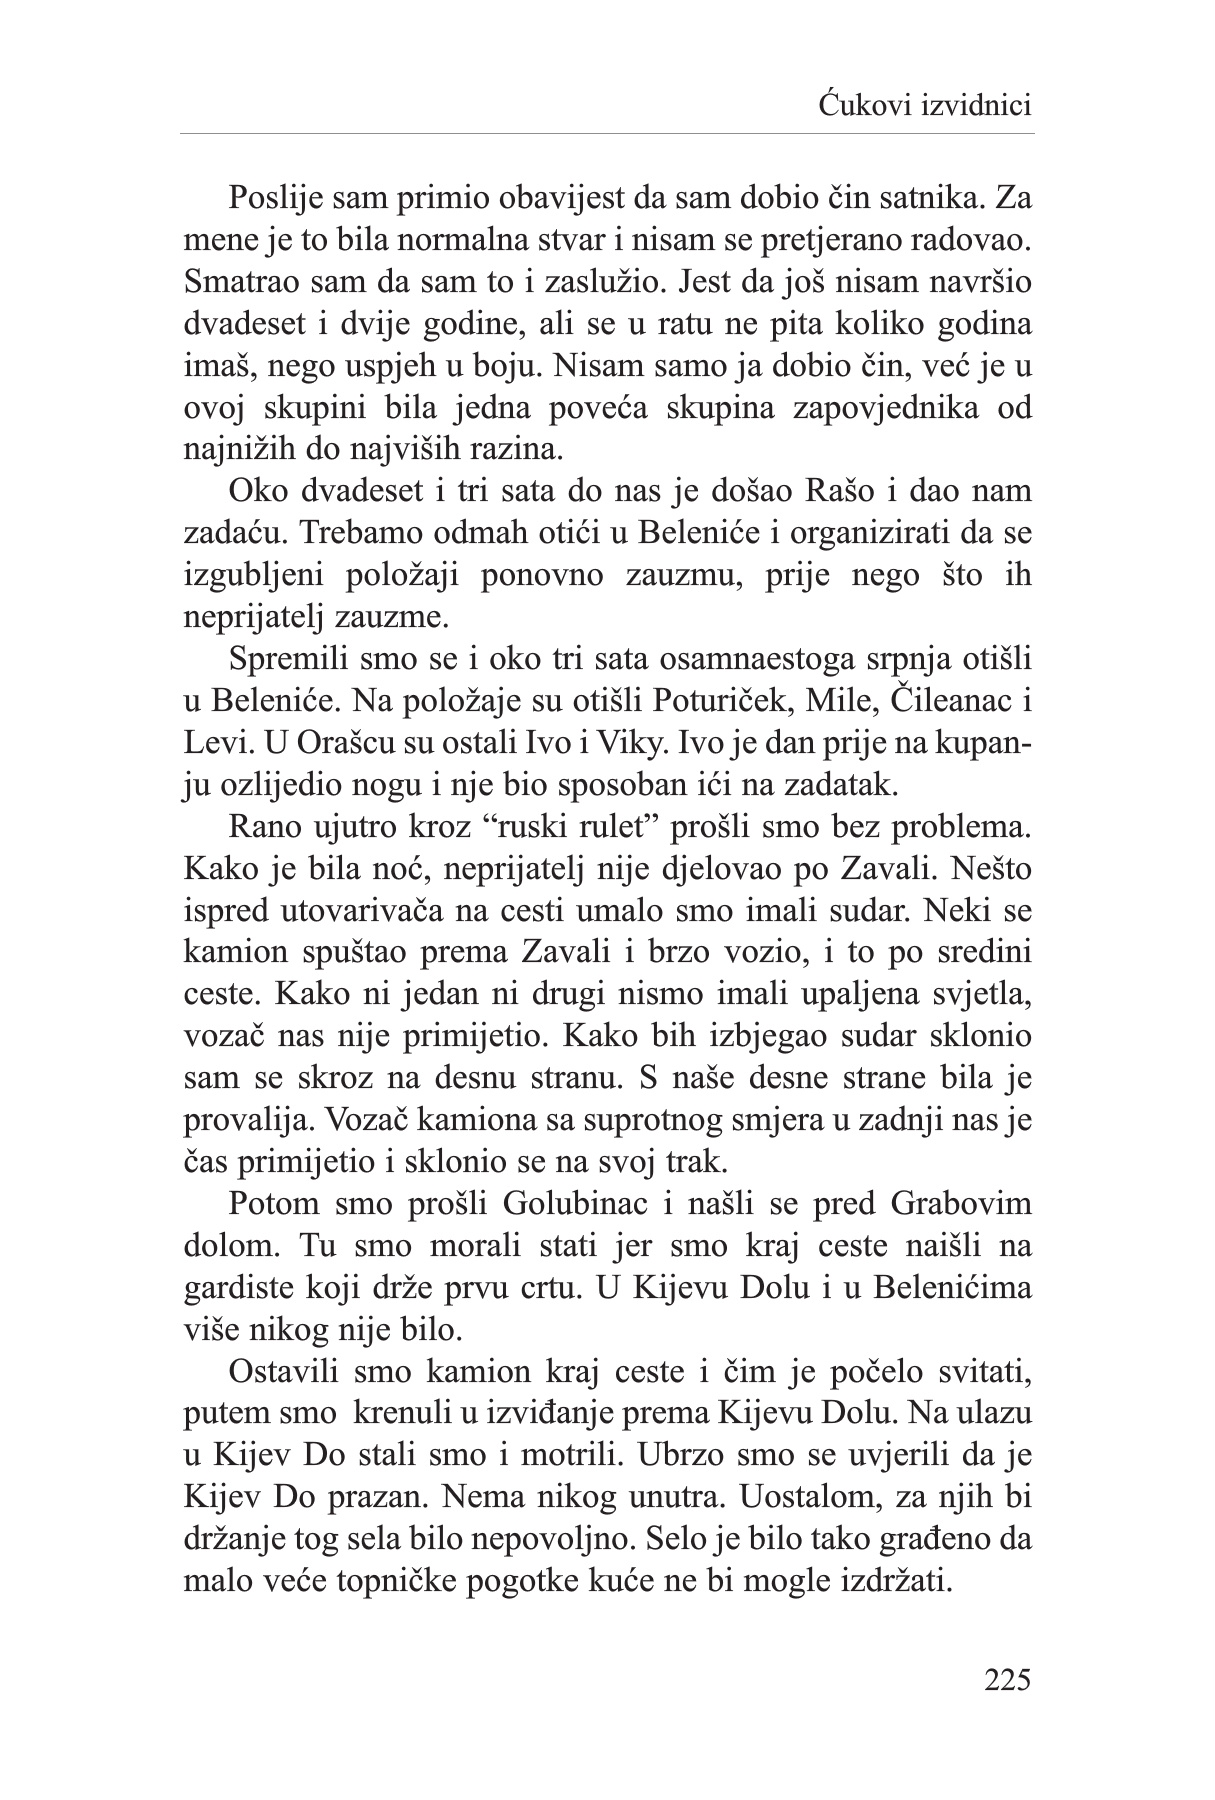 Ćukovi izvidnici
Poslije sam primio obavijest da sam dobio čin satnika. Za
mene je to bila normalna stvar i nisam se pretjerano radovao.
Smatrao sam da sam to i zaslužio. Jest da još nisam navršio
dvadeset i dvije godine, ali se u ratu ne pita koliko godina
imaš, nego uspjeh u boju. Nisam samo ja dobio čin, već je u
ovoj skupini bila jedna poveća skupina zapovjednika od
najnižih do najviših razina.
Oko dvadeset i tri sata do nas je došao Rašo i dao nam
zadaću. Trebamo odmah otići u Beleniće i organizirati da se
izgubljeni položaji ponovno zauzmu, prije nego što ih
neprijatelj zauzme.
Spremili smo se i oko tri sata osamnaestoga srpnja otišli
u Beleniće. Na položaje su otišli Poturiček, Mile, Čileanac i
Levi. U Orašcu su ostali Ivo i Viky. Ivo je dan prije na kupan-
ju ozlijedio nogu i nje bio sposoban ići na zadatak.
Rano ujutro kroz “ruski rulet” prošli smo bez problema.
Kako je bila noć, neprijatelj nije djelovao po Zavali. Nešto
ispred utovarivača na cesti umalo smo imali sudar. Neki se
kamion spuštao prema Zavali i brzo vozio, i to po sredini
ceste. Kako ni jedan ni drugi nismo imali upaljena svjetla,
vozač nas nije primijetio. Kako bih izbjegao sudar sklonio
sam se skroz na desnu stranu. S naše desne strane bila je
provalija. Vozač kamiona sa suprotnog smjera u zadnji nas je
čas primijetio i sklonio se na svoj trak.
Potom smo prošli Golubinac i našli se pred Grabovim
dolom. Tu smo morali stati jer smo kraj ceste naišli na
gardiste koji drže prvu crtu. U Kijevu Dolu i u Belenićima
više nikog nije bilo.
Ostavili smo kamion kraj ceste i čim je počelo svitati,
putem smo  krenuli u izviđanje prema Kijevu Dolu. Na ulazu
u Kijev Do stali smo i motrili. Ubrzo smo se uvjerili da je
Kijev Do prazan. Nema nikog unutra. Uostalom, za njih bi
držanje tog sela bilo nepovoljno. Selo je bilo tako građeno da
malo veće topničke pogotke kuće ne bi mogle izdržati.
225